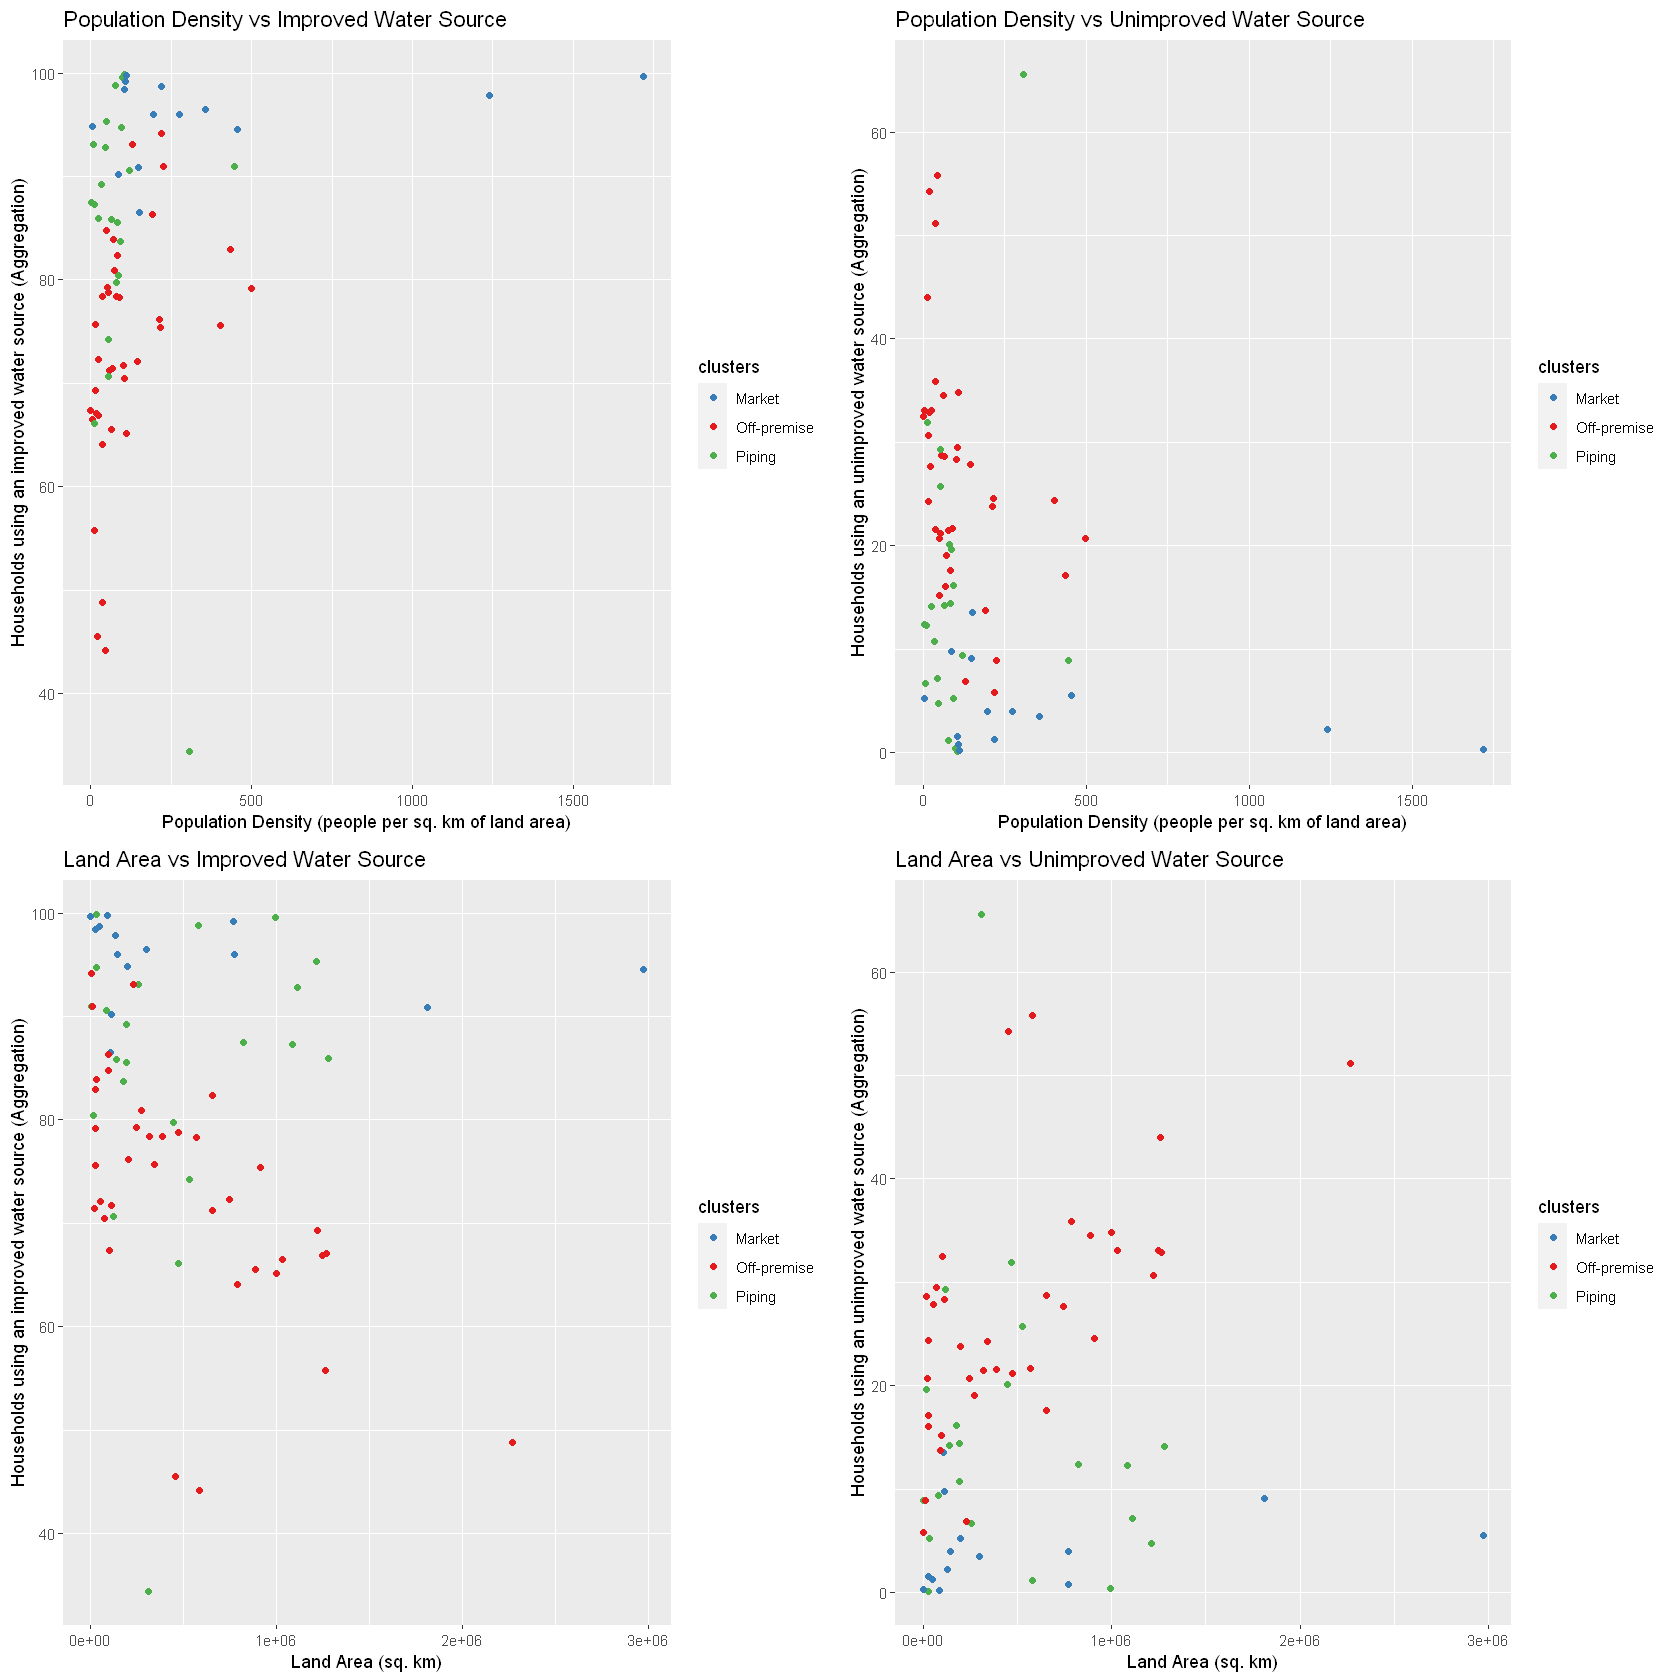 Population Density vs Improved Water Source
Households using an improved water source (Aggregation)
100
80
60
40
0
500
1000
1500
Population Density (people per sq. km of land area)
clusters
Market
Off-premise
Piping
Population Density vs Unimproved Water Source
Households using an unimproved water source (Aggregation)
60
40
20
0
0
500
1000
1500
Population Density (people per sq. km of land area)
clusters
Market
Off-premise
Piping
Land Area vs Improved Water Source
Households using an improved water source (Aggregation)
100
80
60
40
0e+00
1e+06
2e+06
3e+06
Land Area (sq. km)
clusters
Market
Off-premise
Piping
Land Area vs Unimproved Water Source
Households using an unimproved water source (Aggregation)
60
40
20
0
0e+00
1e+06
2e+06
3e+06
Land Area (sq. km)
clusters
Market
Off-premise
Piping